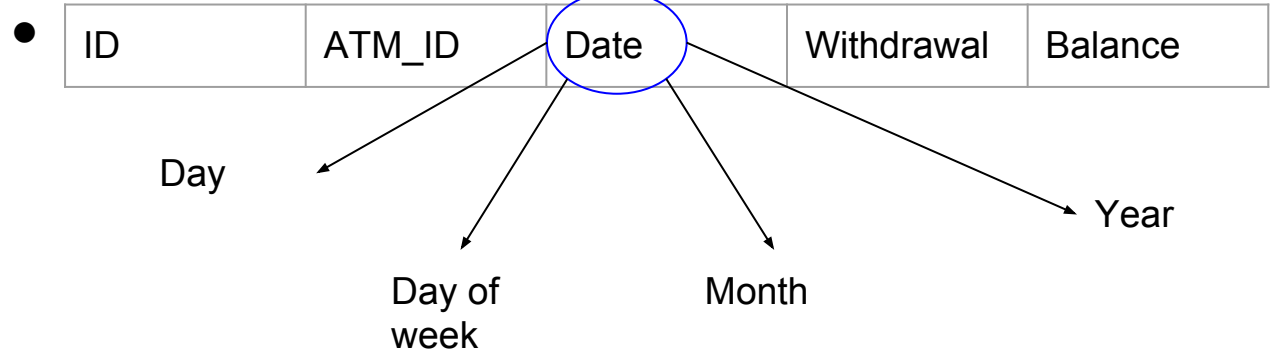 ● ID ATM_ID Date Withdrawal Balance
Day
Year
Day of
week
Month